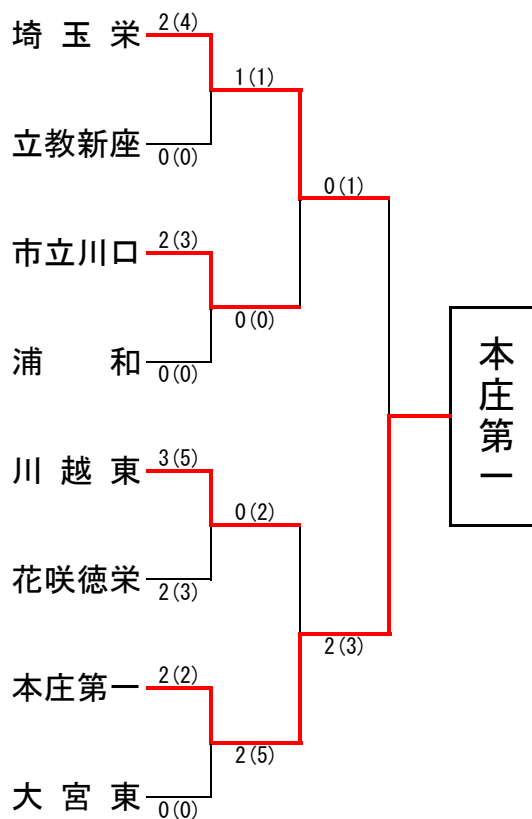 埼玉栄
2(4)
1(1)
立教新座
0(0)
0(1)
市立川口
2(3)
0(0)
浦和
0(0)
本庄第一
川越東
3(5)
0(2)
花咲徳栄
2(3)
2(3)
本庄第一
2(2)
2(5)
大宮東
0(0)